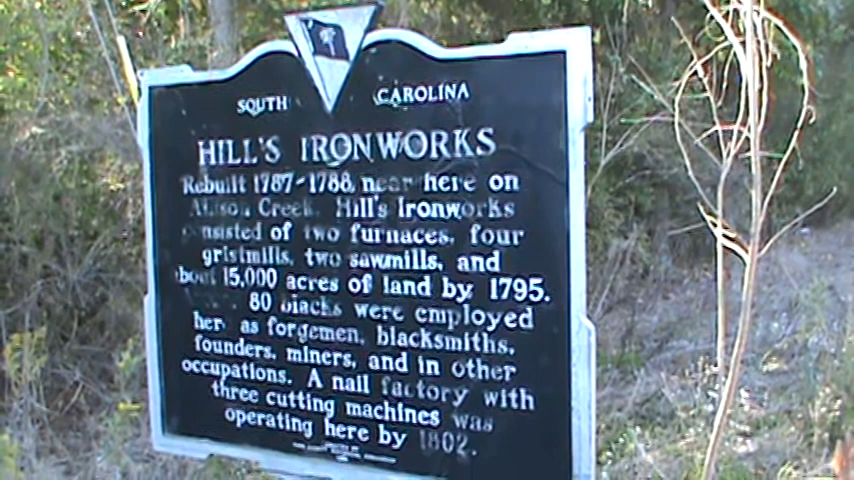 SOUTH CAROLINA
HILL'S IRONWORKS
Rebuilt 1787-1788, near here on
Allison Creek. Hill's Ironworks
consisted of two furnaces, four
gristmills, two sawmills, and
about 15,000 acres of land by 1795.
80 blacks were employed
here as forgemen, blacksmiths,
founders, miners, and in other
occupations. A nail factory with
three cutting machines was
operating here by 1802.